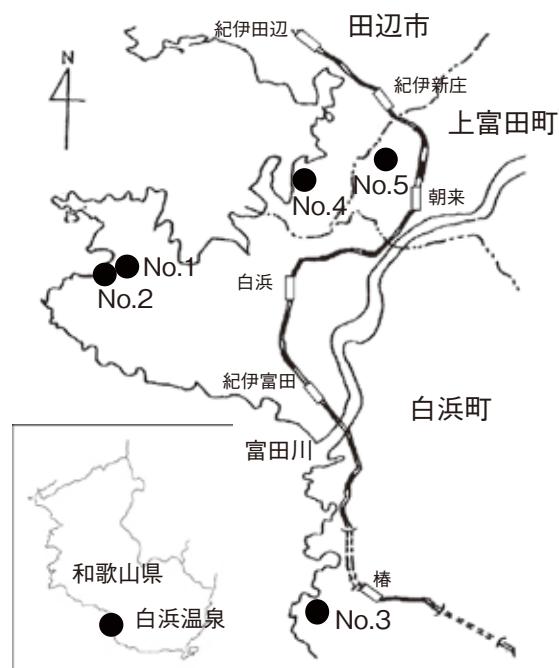 紀伊田辺
田辺市
紀伊新庄
N
上富田町
No.5
No.4
朝来
No.1
No.2
白浜
紀伊富田
白浜町
富田川
和歌山県
白浜温泉
椿
No.3